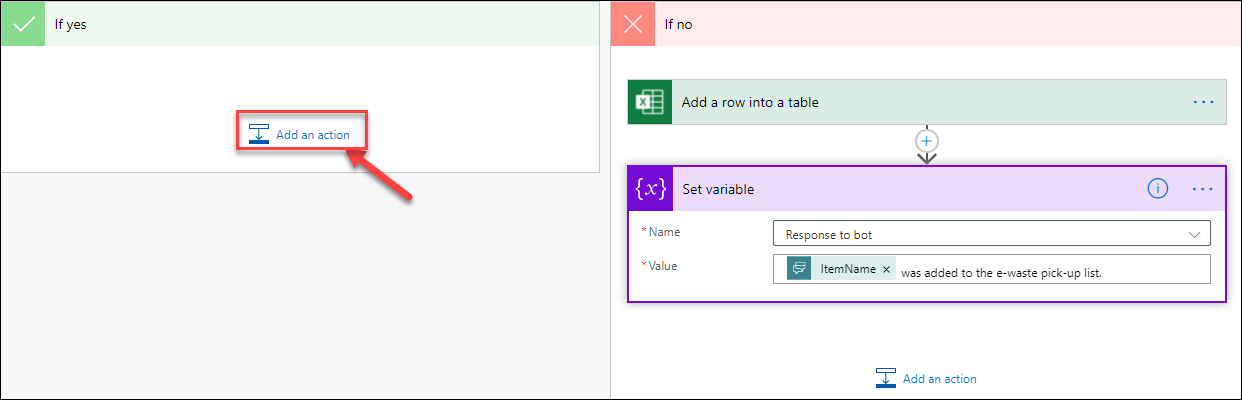 If yes
Add an action
If no
Add a row into a table
...
{x}
Set variable
i
...
* Name
Response to bot
* Value
ItemName × was added to the e-waste pick-up list.
Add an action